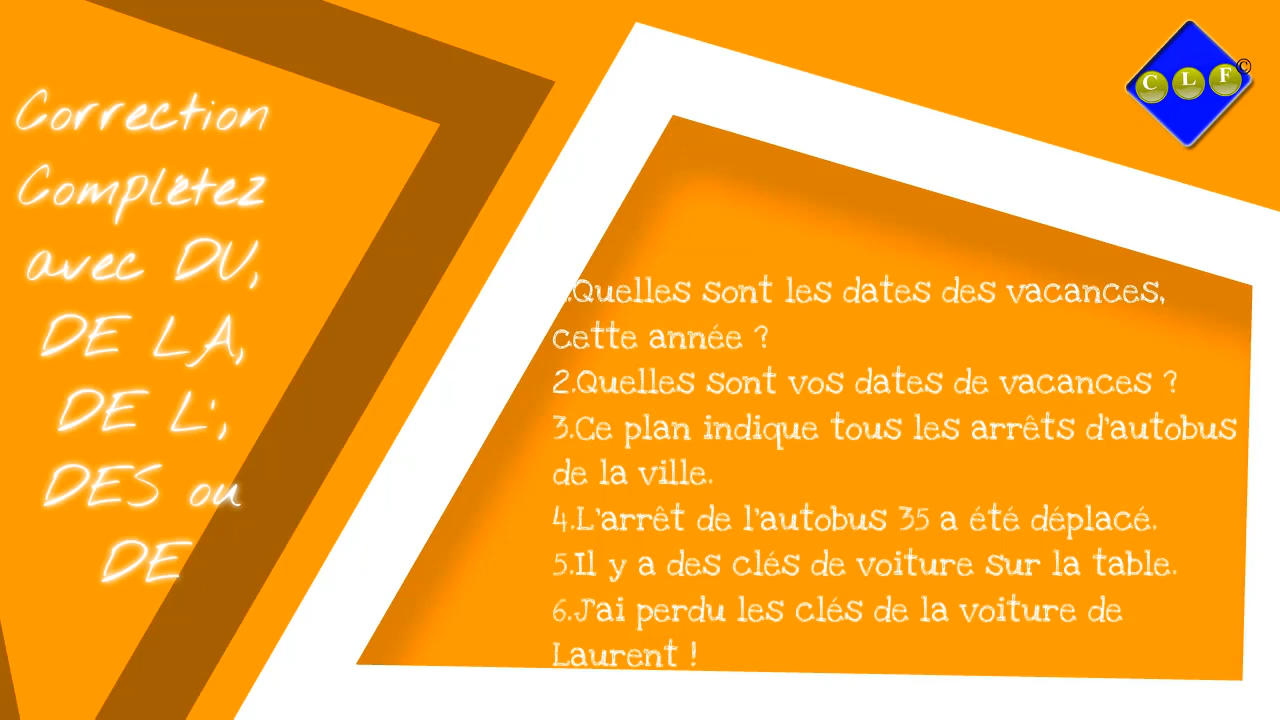 Correction
Complétez
avec DU,
DE LA,
DE L',
DES ou
DE
C L F ©
.Quelles sont les dates des vacances,
cette année ?
2.Quelles sont vos dates de vacances ?
3.Ce plan indique tous les arrêts d'autobus
de la ville.
4.L'arrêt de l'autobus 35 a été déplacé.
5.Il y a des clés de voiture sur la table.
6.J'ai perdu les clés de la voiture de
Laurent !